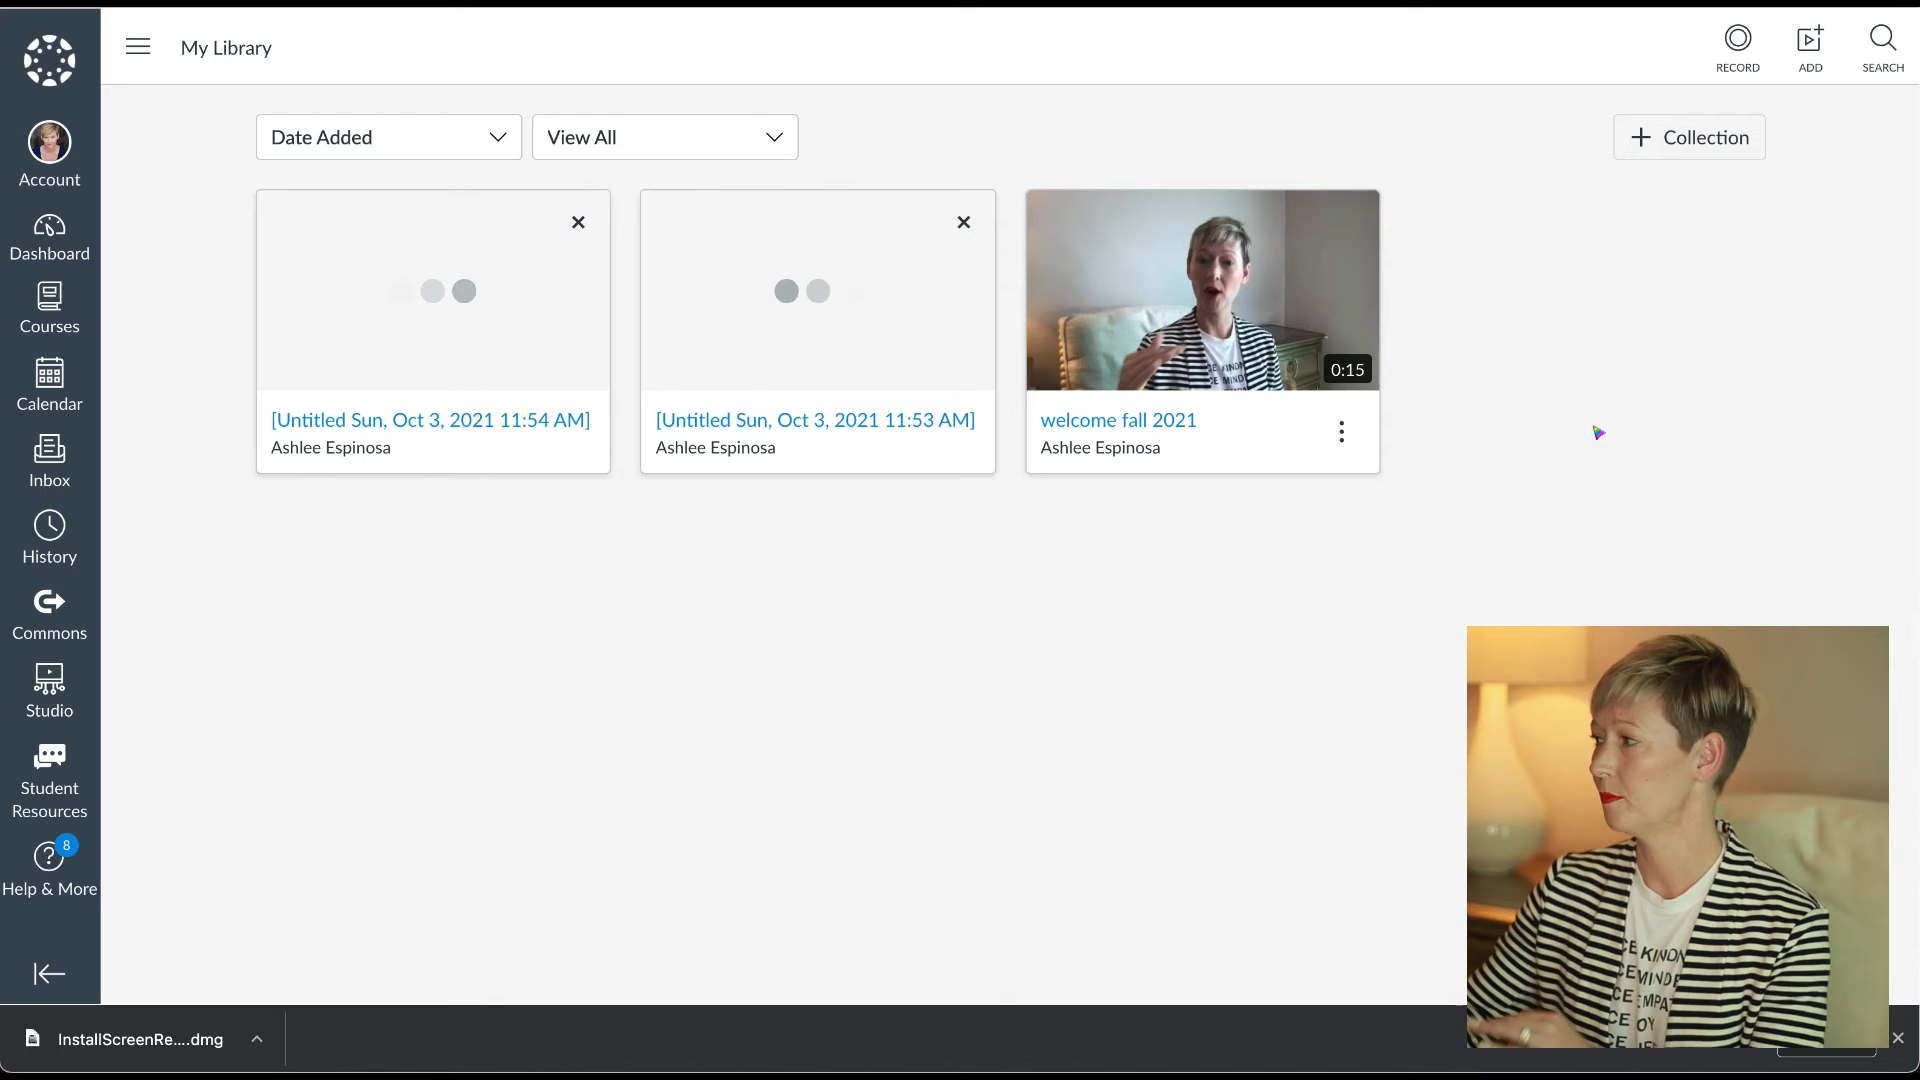 My Library
RECORD
ADD
SEARCH
Date Added
View All
Collection
Account
Dashboard
Courses
Calendar
Inbox
History
Commons
Studio
Student
Resources
8
Help & More
[Untitled Sun, Oct 3, 2021 11:54 AM]
Ashlee Espinosa
[Untitled Sun, Oct 3, 2021 11:53 AM]
Ashlee Espinosa
0:15
welcome fall 2021
Ashlee Espinosa
InstallScreenRe....dmg